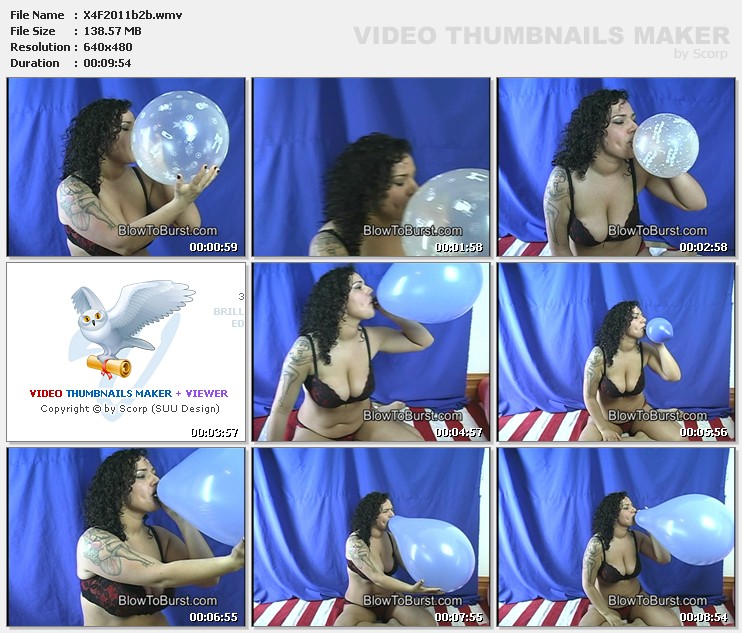 File Name : X4F2011b2b.wmv
File Size : 138.57 MB
Resolution : 640x480
Duration : 00:09:54
VIDEO THUMBNAILS MAKER
by Scorp
BlowToBurst.com
00:00:59
BlowToBurst.com
00:01:58
BlowToBurst.com
00:02:58
3
BRILL
ED
VIDEO THUMBNAILS MAKER + VIEWER
Copyright © by Scorp (SUU Design)
00:03:57
BlowToBurst.com
00:04:57
BlowToBurst.com
00:05:56
BlowToBurst.com
00:06:55
BlowToBurst.com
00:07:55
BlowToBurst.com
00:08:54